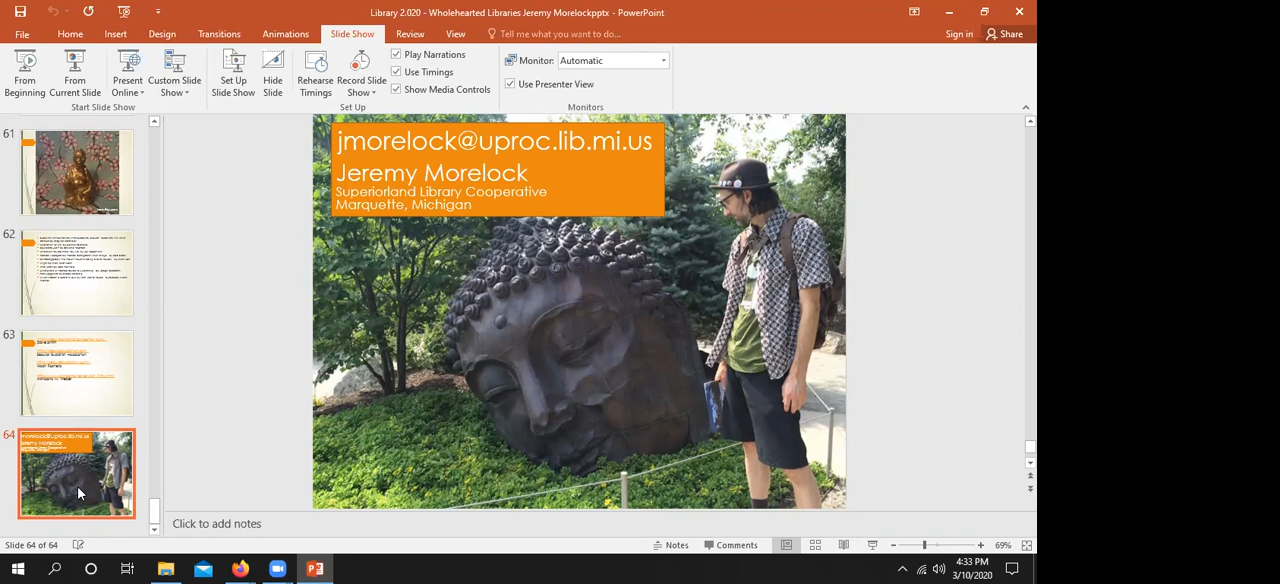 Library 2.020 - Wholehearted Libraries Jeremy Morelockpptx - PowerPoint
File Home Insert Design Transitions Animations Slide Show Review View Tell me what you want to do... Sign in Share
From Beginning
From Current Slide
Present Online
Custom Slide Show
Start Slide Show
Set Up Slide Show
Hide Slide
Rehearse Timings
Record Slide Show
Play Narrations
Use Timings
Show Media Controls
Set Up
Monitor: Automatic
Use Presenter View
Monitors
61
62
63
64
jmorelock@uproc.lib.mi.us
Jeremy Morelock
Superiorland Library Cooperative
Marquette, Michigan
Click to add notes
Slide 64 of 64
Notes Comments 69%
4:33 PM
3/10/2020